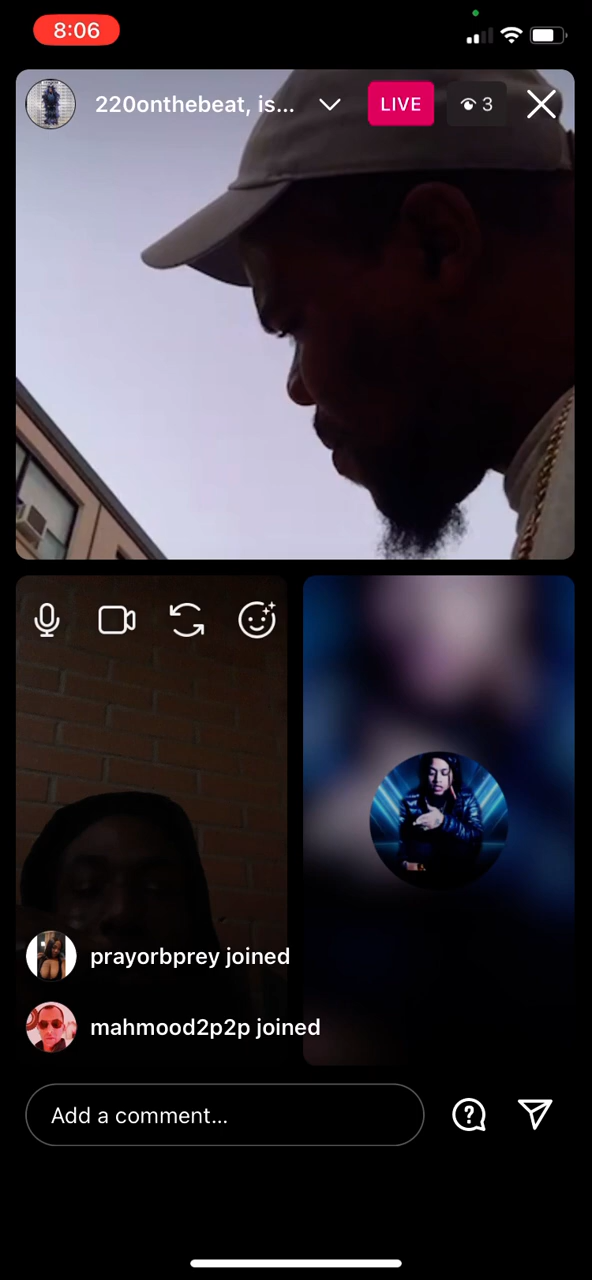 8:06
220onthebeat, is...
LIVE
3
prayorbprey joined
mahmood2p2p joined
Add a comment...